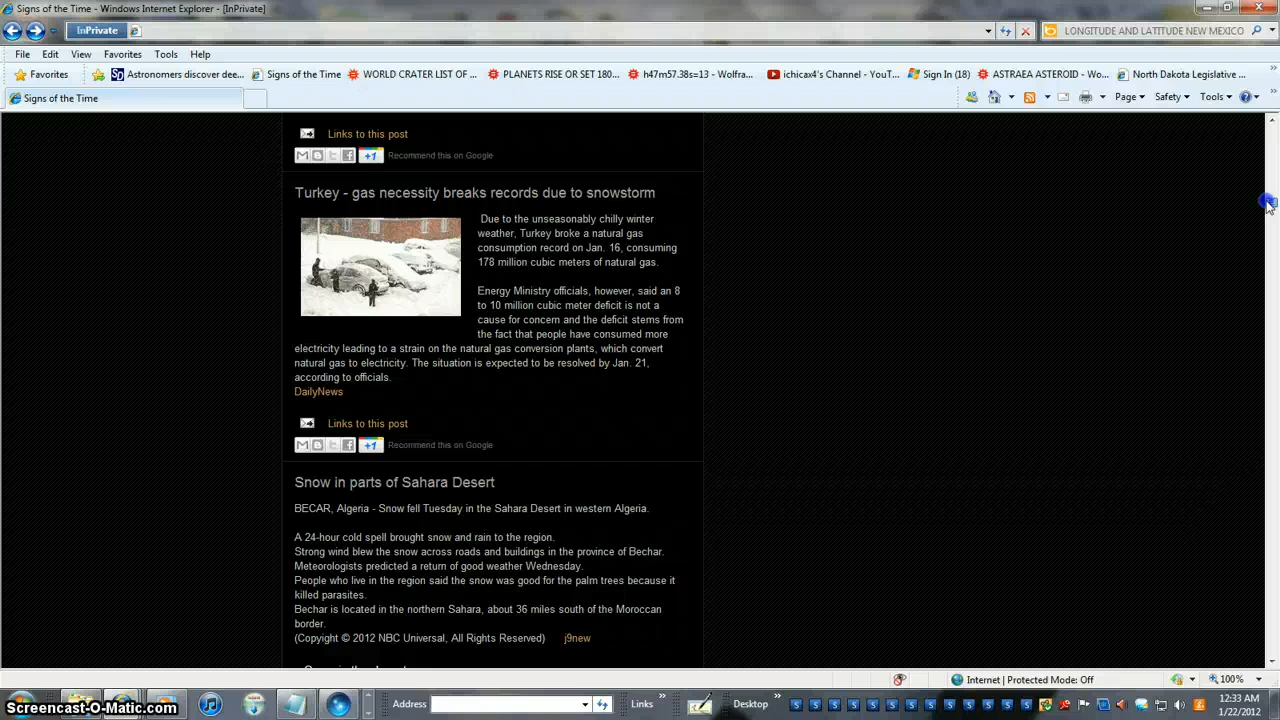 Signs of the Time - Windows Internet Explorer - [InPrivate]
InPrivate
LONGITUDE AND LATITUDE NEW MEXICO
File Edit View Favorites Tools Help
Favorites Astronomers discover dee... Signs of the Time WORLD CRATER LIST OF ... PLANETS RISE OR SET 180... h47m57.38s=13 - Wolfra... ichicax4's Channel - YouT... Sign In (18) ASTRAEA ASTEROID - Wo... North Dakota Legislative ...
Signs of the Time
Page Safety Tools
Links to this post
+1 Recommend this on Google
Turkey - gas necessity breaks records due to snowstorm
Due to the unseasonably chilly winter
weather, Turkey broke a natural gas
consumption record on Jan. 16, consuming
178 million cubic meters of natural gas.
Energy Ministry officials, however, said an 8
to 10 million cubic meter deficit is not a
cause for concern and the deficit stems from
the fact that people have consumed more
electricity leading to a strain on the natural gas conversion plants, which convert
natural gas to electricity. The situation is expected to be resolved by Jan. 21,
according to officials.
DailyNews
Links to this post
+1 Recommend this on Google
Snow in parts of Sahara Desert
BECAR, Algeria - Snow fell Tuesday in the Sahara Desert in western Algeria.
A 24-hour cold spell brought snow and rain to the region.
Strong wind blew the snow across roads and buildings in the province of Bechar.
Meteorologists predicted a return of good weather Wednesday.
People who live in the region said the snow was good for the palm trees because it
killed parasites.
Bechar is located in the northern Sahara, about 36 miles south of the Moroccan
border.
(Copyight © 2012 NBC Universal, All Rights Reserved) j9new
Internet | Protected Mode: Off 100%
Screencast-O-Matic.com
Address Links Desktop
12:33 AM
1/22/2012